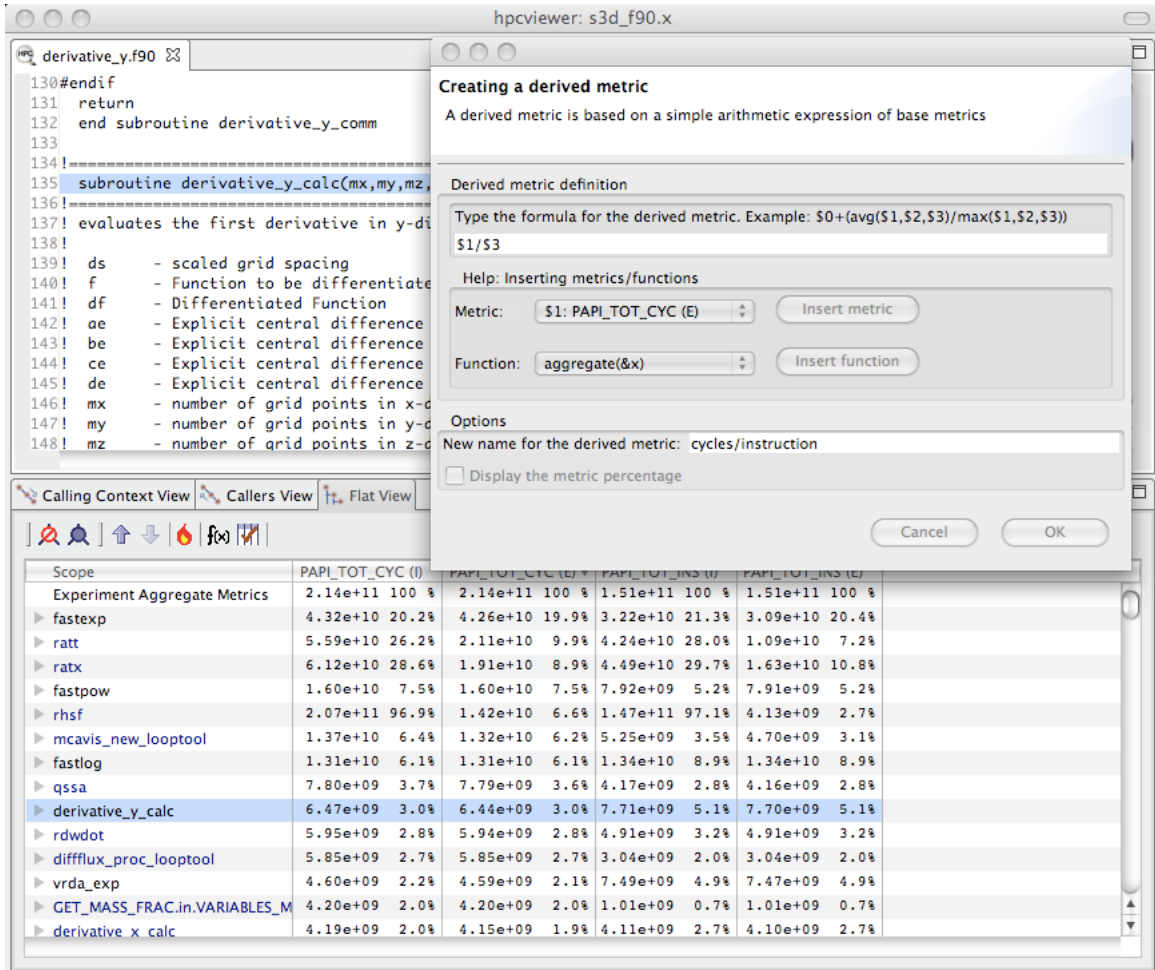 hpcviewer: s3d_f90.x
derivative_y.f90
130#endif
131 return
132 end subroutine derivative_y_comm
133
134!=============================================
135 subroutine derivative_y_calc(mx,my,mz,
136!=============================================
137! evaluates the first derivative in y-di
138!
139! ds - scaled grid spacing
140! f - Function to be differentiate
141! df - Differentiated Function
142! ae - Explicit central difference
143! be - Explicit central difference
144! ce - Explicit central difference
145! de - Explicit central difference
146! mx - number of grid points in x-d
147! my - number of grid points in y-d
148! mz - number of grid points in z-d
Creating a derived metric
A derived metric is based on a simple arithmetic expression of base metrics
Derived metric definition
Type the formula for the derived metric. Example: $0+(avg($1,$2,$3)/max($1,$2,$3))
$1/$3
Help: Inserting metrics/functions
Metric: $1: PAPI_TOT_CYC (E) Insert metric
Function: aggregate(&x) Insert function
Options
New name for the derived metric: cycles/instruction
Display the metric percentage
Cancel OK
Calling Context View Callers View Flat View
f(x)
Scope PAPI_TOT_CYC (I) PAPI_TOT_CYC (E) PAPI_TOT_INS (I) PAPI_TOT_INS (E)
Experiment Aggregate Metrics 2.14e+11 100 % 2.14e+11 100 % 1.51e+11 100 % 1.51e+11 100 %
fastexp 4.32e+10 20.2% 4.26e+10 19.9% 3.22e+10 21.3% 3.09e+10 20.4%
ratt 5.59e+10 26.2% 2.11e+10 9.9% 4.24e+10 28.0% 1.09e+10 7.2%
ratx 6.12e+10 28.6% 1.91e+10 8.9% 4.49e+10 29.7% 1.63e+10 10.8%
fastpow 1.60e+10 7.5% 1.60e+10 7.5% 7.92e+09 5.2% 7.91e+09 5.2%
rhsf 2.07e+11 96.9% 1.42e+10 6.6% 1.47e+11 97.1% 4.13e+09 2.7%
mcavis_new_looptool 1.37e+10 6.4% 1.32e+10 6.2% 5.25e+09 3.5% 4.70e+09 3.1%
fastlog 1.31e+10 6.1% 1.31e+10 6.1% 1.34e+10 8.9% 1.34e+10 8.9%
qssa 7.80e+09 3.7% 7.79e+09 3.6% 4.17e+09 2.8% 4.16e+09 2.8%
derivative_y_calc 6.47e+09 3.0% 6.44e+09 3.0% 7.71e+09 5.1% 7.70e+09 5.1%
rdwdot 5.95e+09 2.8% 5.94e+09 2.8% 4.91e+09 3.2% 4.91e+09 3.2%
diffflux_proc_looptool 5.85e+09 2.7% 5.85e+09 2.7% 3.04e+09 2.0% 3.04e+09 2.0%
vrda_exp 4.60e+09 2.2% 4.59e+09 2.1% 7.49e+09 4.9% 7.47e+09 4.9%
GET_MASS_FRAC.in.VARIABLES_M 4.20e+09 2.0% 4.20e+09 2.0% 1.01e+09 0.7% 1.01e+09 0.7%
derivative_x_calc 4.19e+09 2.0% 4.15e+09 1.9% 4.11e+09 2.7% 4.10e+09 2.7%